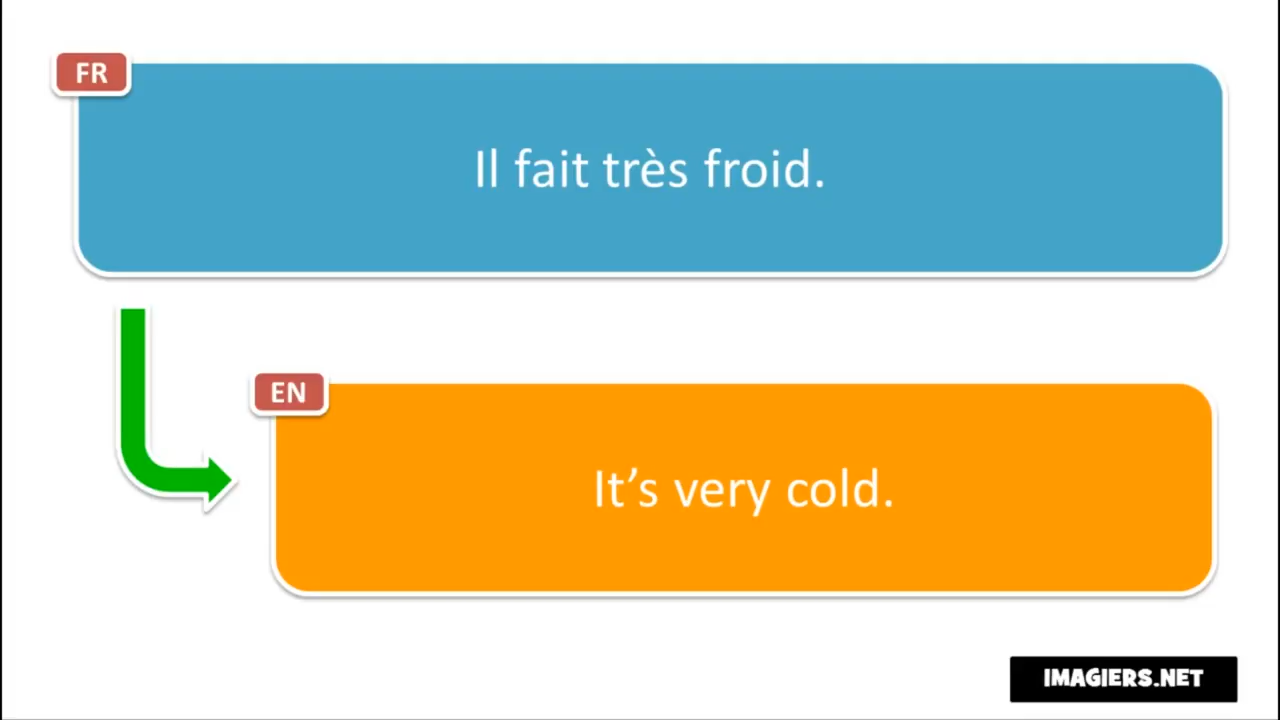 FR
Il fait très froid.
EN
It’s very cold.
IMAGIERS.NET